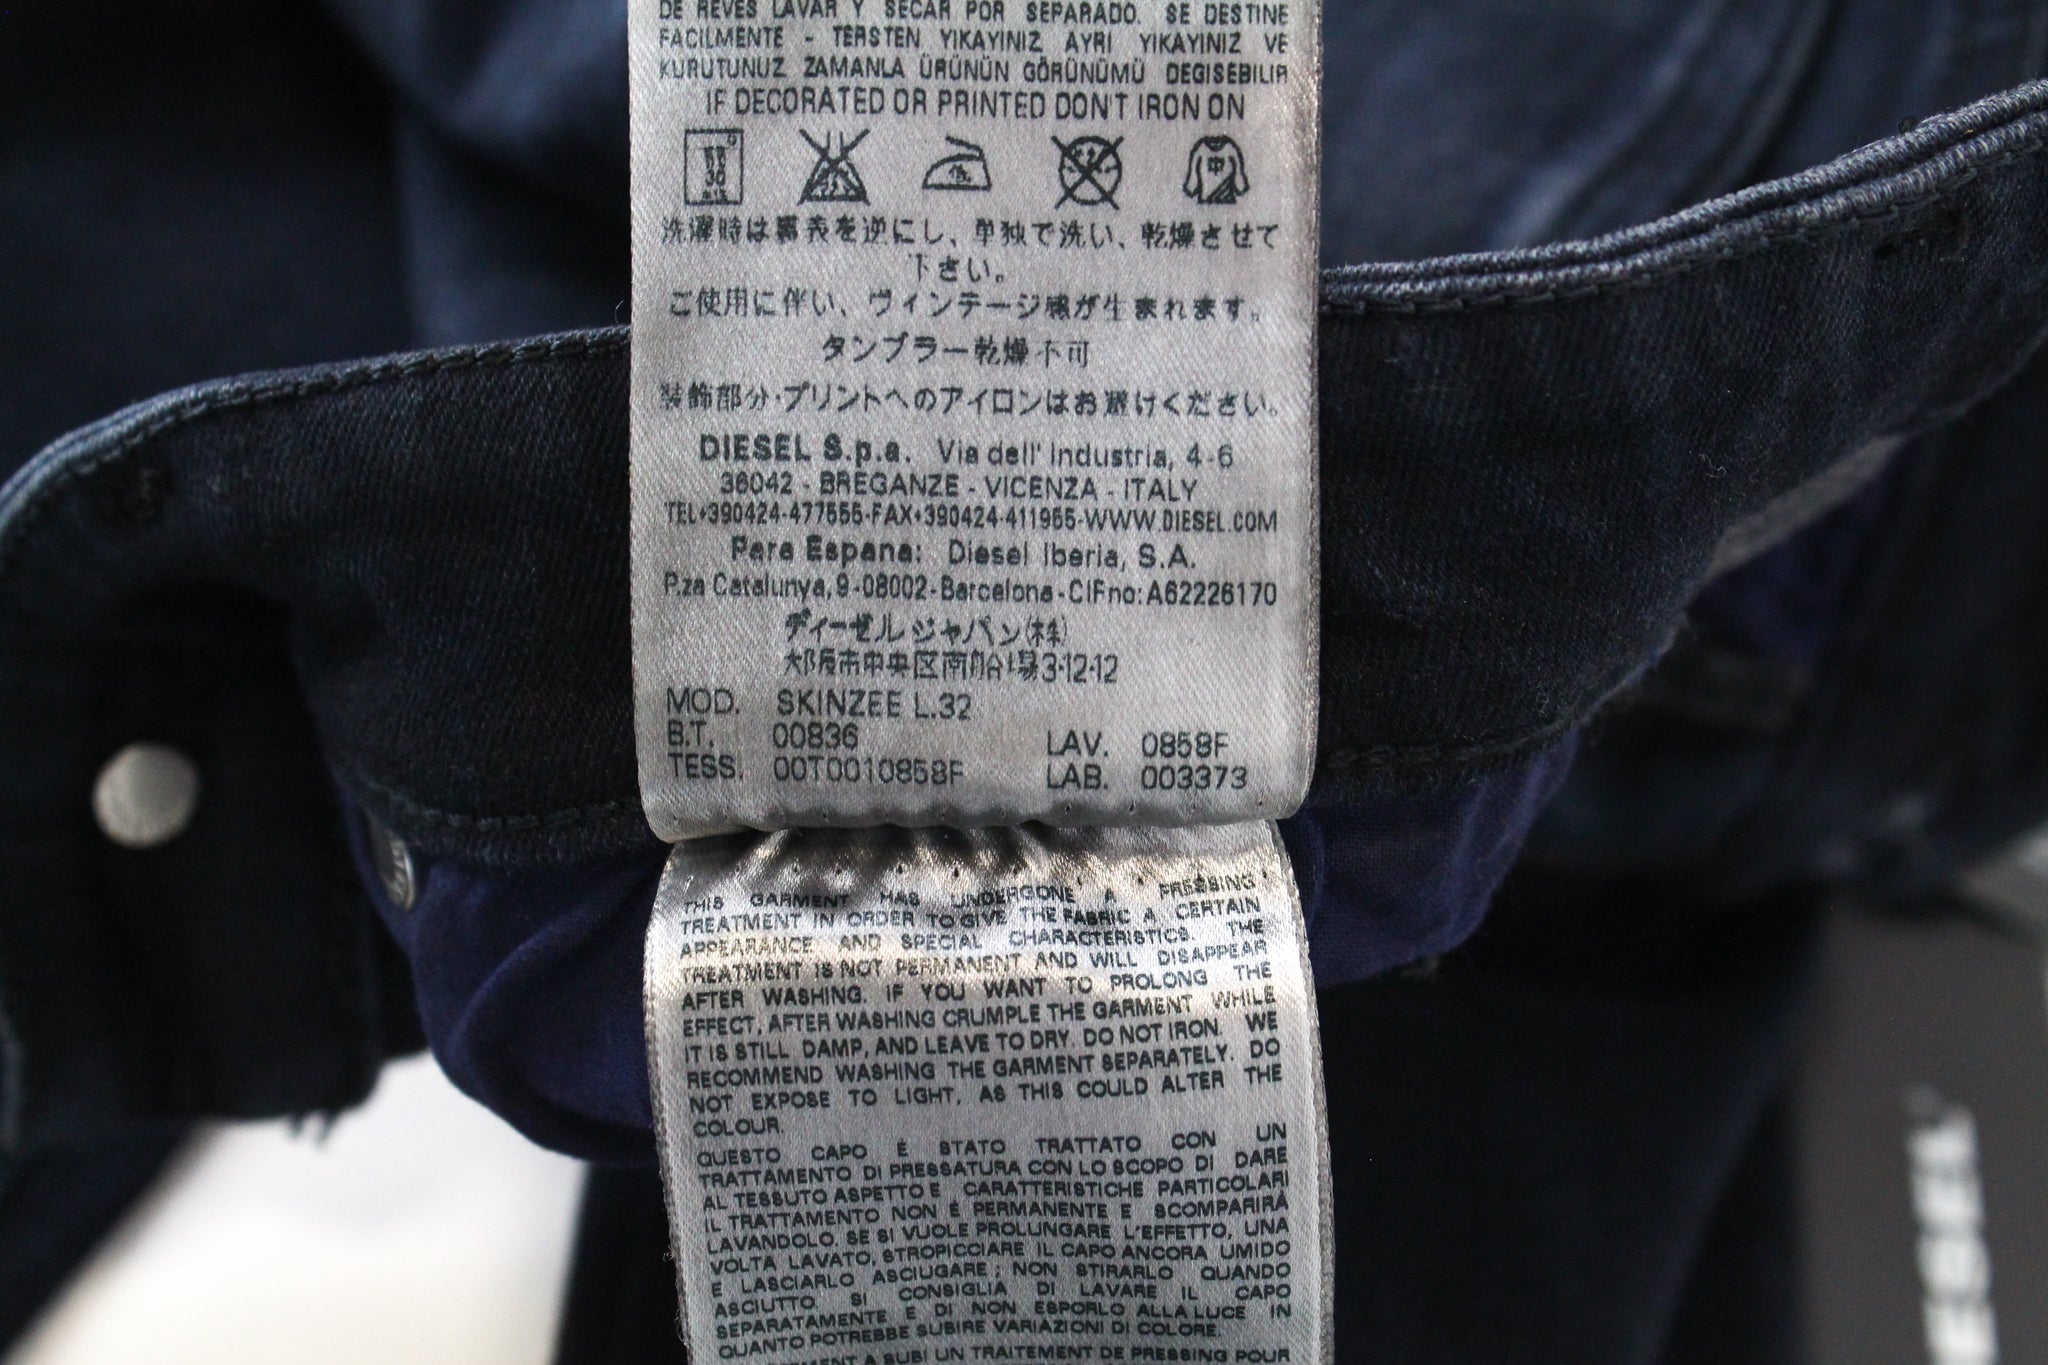 DE REVES LAVAR Y SECAR POR SEPARADO. SE DESTINE
FACILMENTE - TERSTEN YIKAYINIZ AYRI YIKAYINIZ VE
KURUTUNUZ ZAMANLA ÜRÜNÜN GÖRÜNÜMÜ DEGISEBILIR
IF DECORATED OR PRINTED DON'T IRON ON
洗濯時は裏表を逆にし、単独で洗い、乾燥させて
下さい。
ご使用に伴い、ヴィンテージ感が生まれます。
タンブラー乾燥不可
装飾部分・プリントへのアイロンはお避けください。
DIESEL S.p.a. Via dell' Industria, 4-6
36042 - BREGANZE - VICENZA - ITALY
TEL+390424-477555-FAX+390424-411955-WWW.DIESEL.COM
Para Espana: Diesel Iberia, S.A.
P.za Catalunya, 9 - 08002 - Barcelona - CIF no: A62226170
ディーゼルジャパン(株)
大阪市中央区南船場3-12-12
MOD. SKINZEE L.32
B.T. 00836 LAV. 0858F
TESS. 00T0010858F LAB. 003373
THIS GARMENT HAS UNDERGONE A PRESSING
TREATMENT IN ORDER TO GIVE THE FABRIC A CERTAIN
APPEARANCE AND SPECIAL CHARACTERISTICS. THE
TREATMENT IS NOT PERMANENT AND WILL DISAPPEAR
AFTER WASHING. IF YOU WANT TO PROLONG THE
EFFECT, AFTER WASHING CRUMPLE THE GARMENT WHILE
IT IS STILL DAMP, AND LEAVE TO DRY. DO NOT IRON. WE
RECOMMEND WASHING THE GARMENT SEPARATELY. DO
NOT EXPOSE TO LIGHT, AS THIS COULD ALTER THE
COLOUR.
QUESTO CAPO É STATO TRATTATO CON UN
TRATTAMENTO DI PRESSATURA CON LO SCOPO DI DARE
AL TESSUTO ASPETTO E CARATTERISTICHE PARTICOLARI
IL TRATTAMENTO NON É PERMANENTE E SCOMPARIRÀ
LAVANDOLO. SE SI VUOLE PROLUNGARE L'EFFETTO, UNA
VOLTA LAVATO, STROPICCIARE IL CAPO ANCORA UMIDO
E LASCIARLO ASCIUGARE; NON STIRARLO QUANDO
ASCIUTTO. SI CONSIGLIA DI LAVARE IL CAPO
SEPARATAMENTE E DI NON ESPORLO ALLA LUCE IN
QUANTO POTREBBE SUBIRE VARIAZIONI DI COLORE.
A SUBI UN TRAITEMENT DE PRESSING POUR